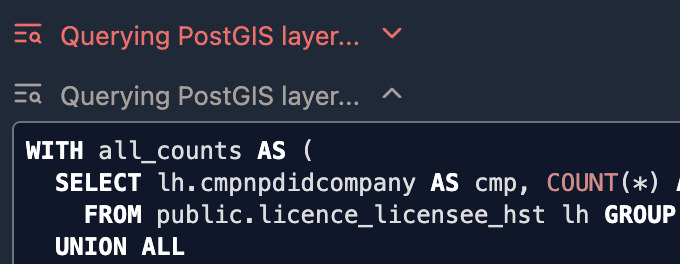 Querying PostGIS layer...
Querying PostGIS layer...
WITH all_counts AS (
  SELECT lh.cmpnpdidcompany AS cmp, COUNT(*) A
    FROM public.licence_licensee_hst lh GROUP
  UNION ALL